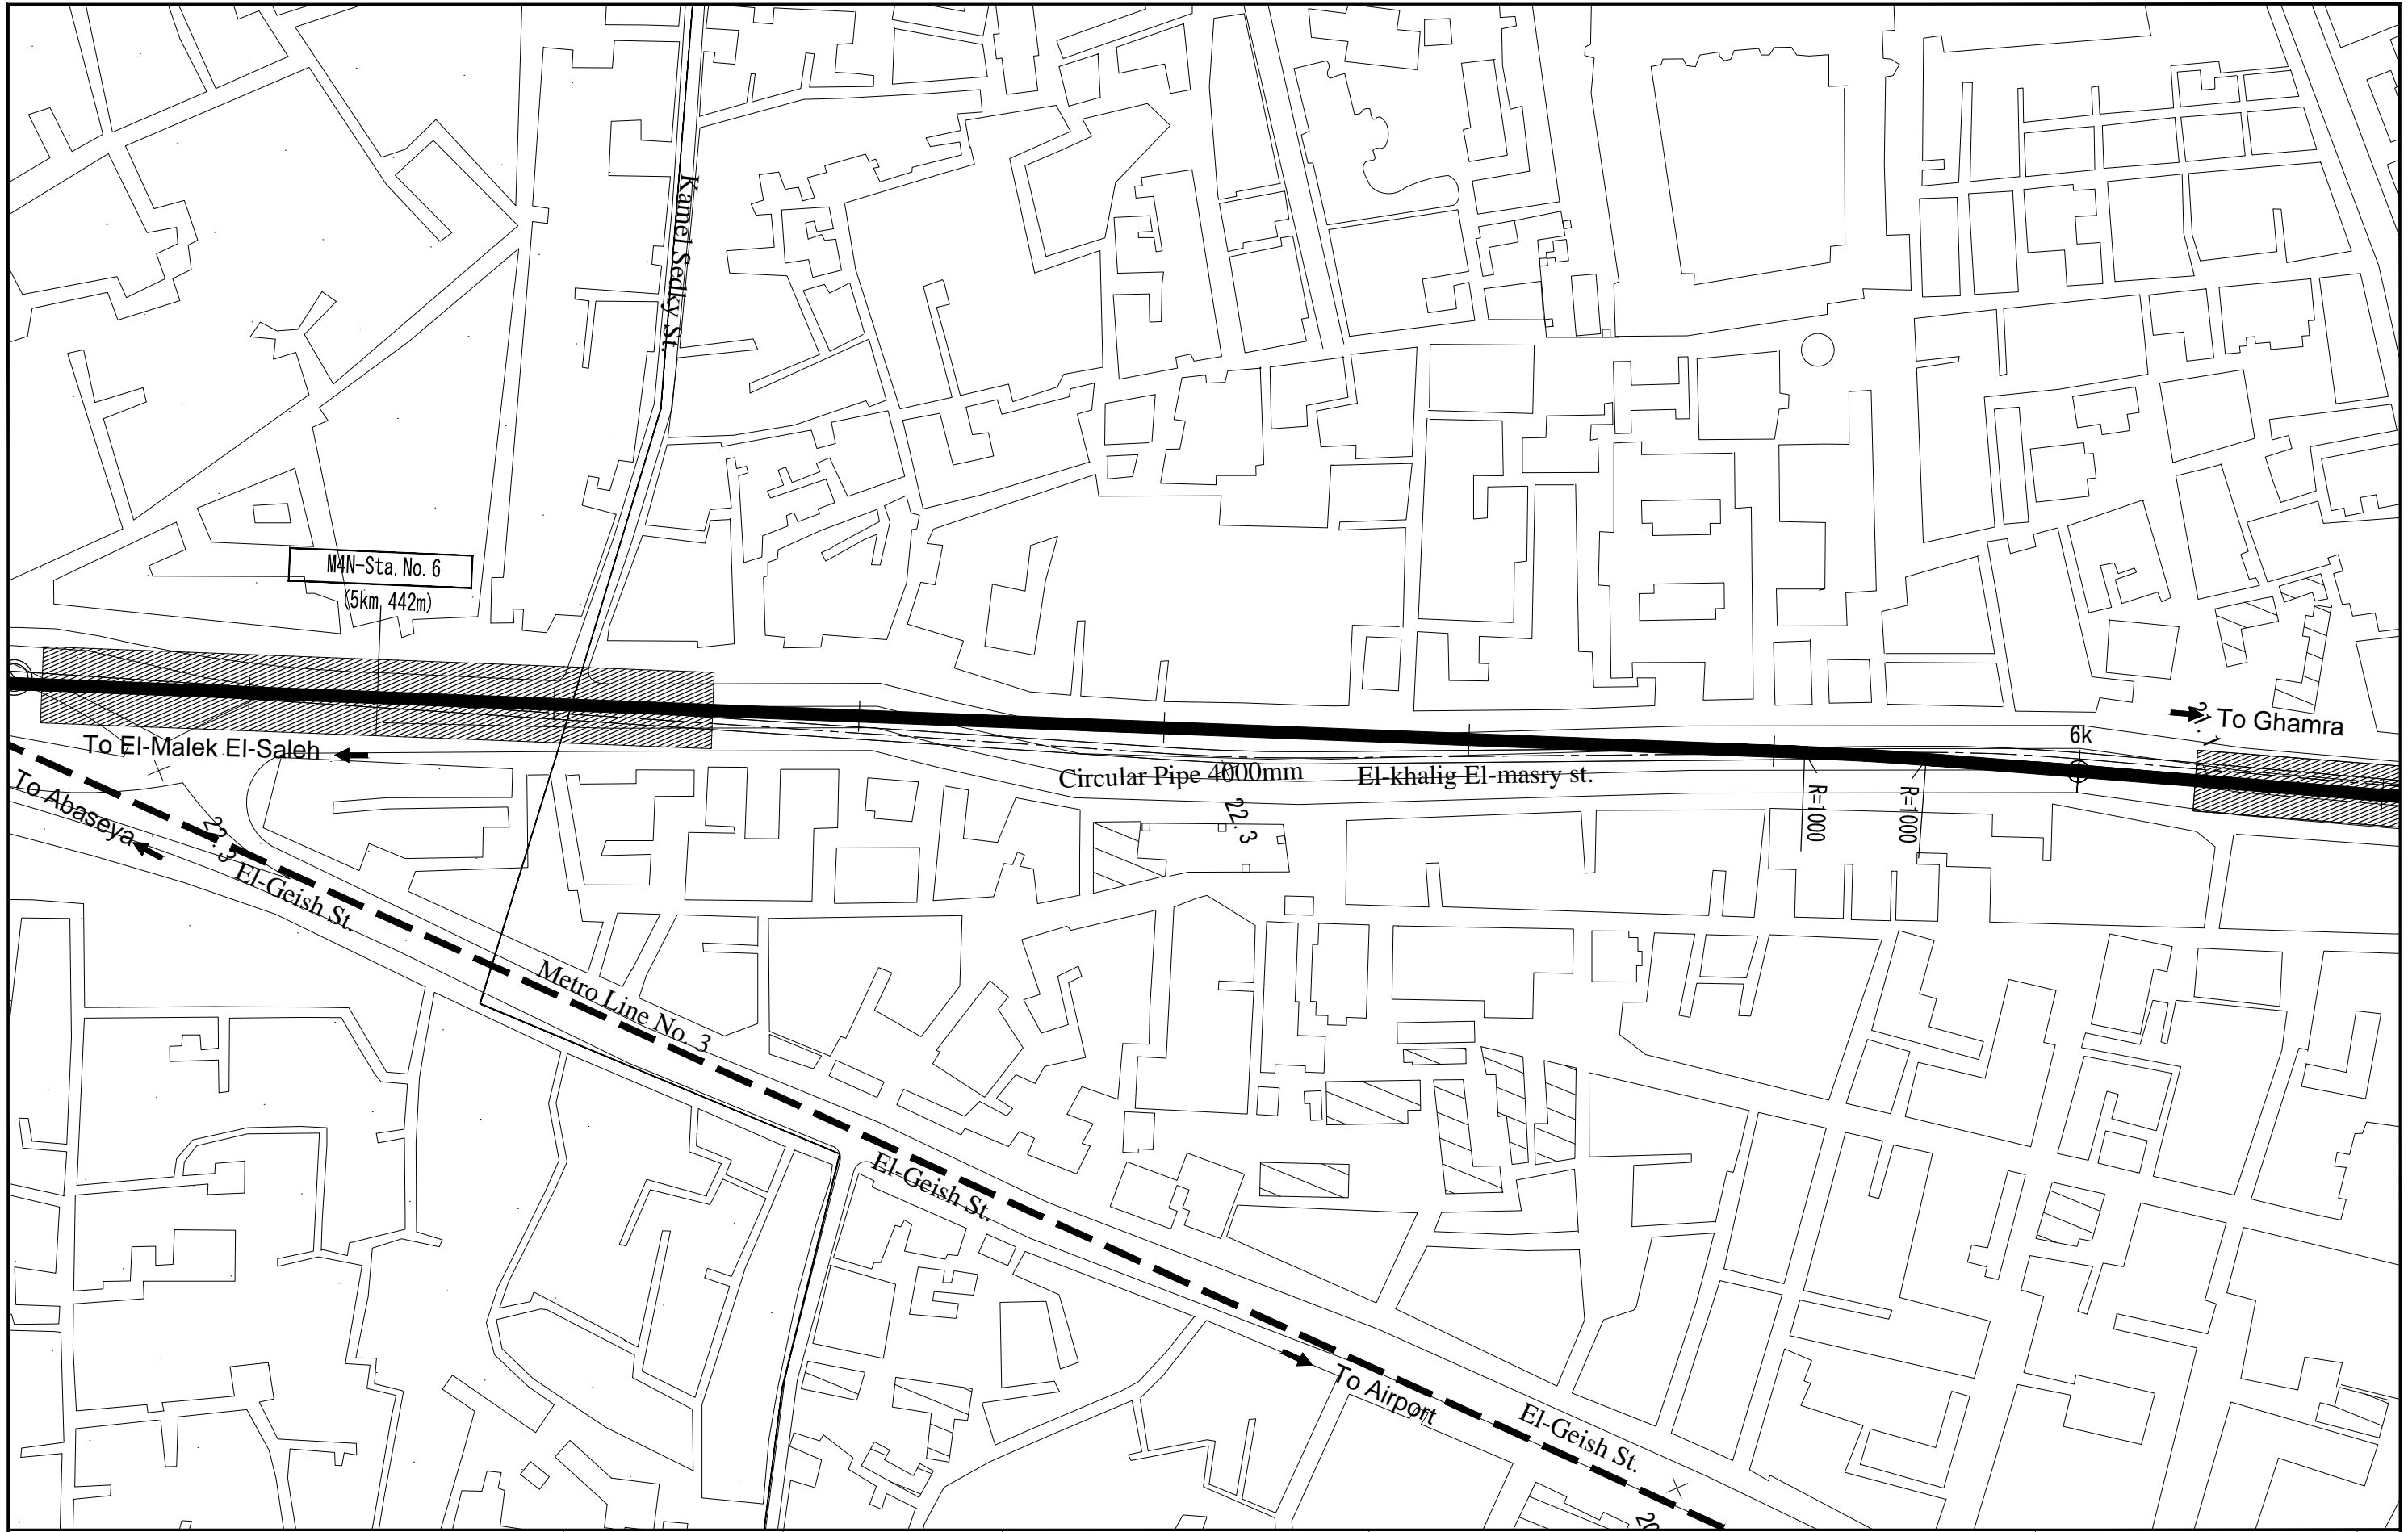 Kamel Sedky St.
M4N-Sta. No. 6
(5km 442m)
21.1
To Ghamra
6k
To El-Malek El-Saleh
Circular Pipe 4000mm
El-khalig El-masry st.
R=1000
R=1000
To Abaseya
22.3
22.3
El-Geish St.
Metro Line No. 3
El-Geish St.
To Airport
El-Geish St.